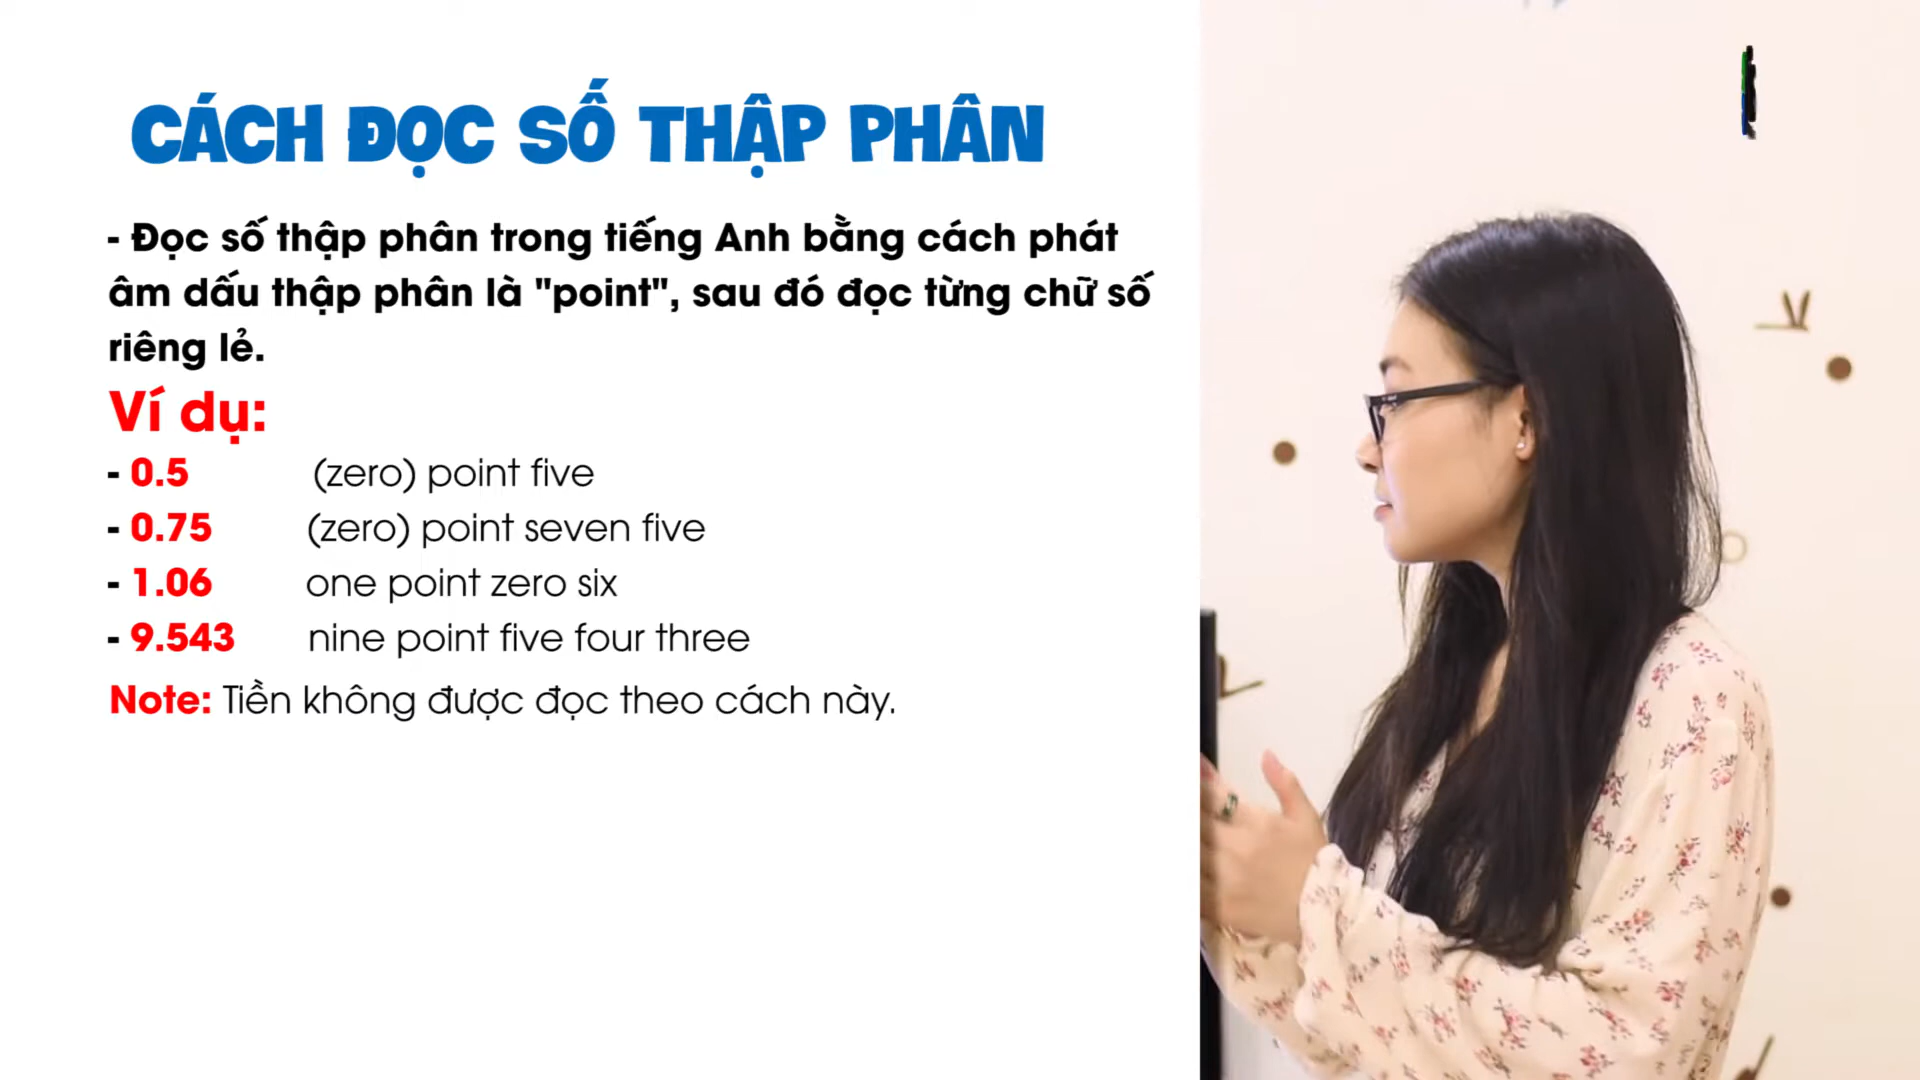 CÁCH ĐỌC SỐ THẬP PHÂN
- Đọc số thập phân trong tiếng Anh bằng cách phát
âm dấu thập phân là "point", sau đó đọc từng chữ số
riêng lẻ.
Ví dụ:
- 0.5 (zero) point five
- 0.75 (zero) point seven five
- 1.06 one point zero six
- 9.543 nine point five four three
Note: Tiền không được đọc theo cách này.